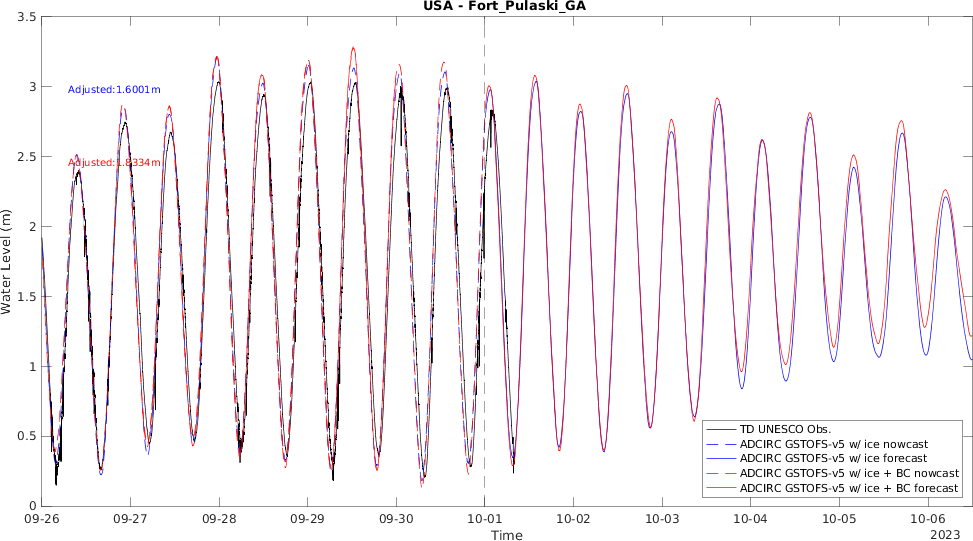 USA - Fort_Pulaski_GA
3.5
3
2.5
2
1.5
1
0.5
0
Water Level (m)
Adjusted:1.6001m
Adjusted:1.8334m
TD UNESCO Obs.
ADCIRC GSTOFS-v5 w/ ice nowcast
ADCIRC GSTOFS-v5 w/ ice forecast
ADCIRC GSTOFS-v5 w/ ice + BC nowcast
ADCIRC GSTOFS-v5 w/ ice + BC forecast
09-26 09-27 09-28 09-29 09-30 10-01 10-02 10-03 10-04 10-05 10-06
Time
2023